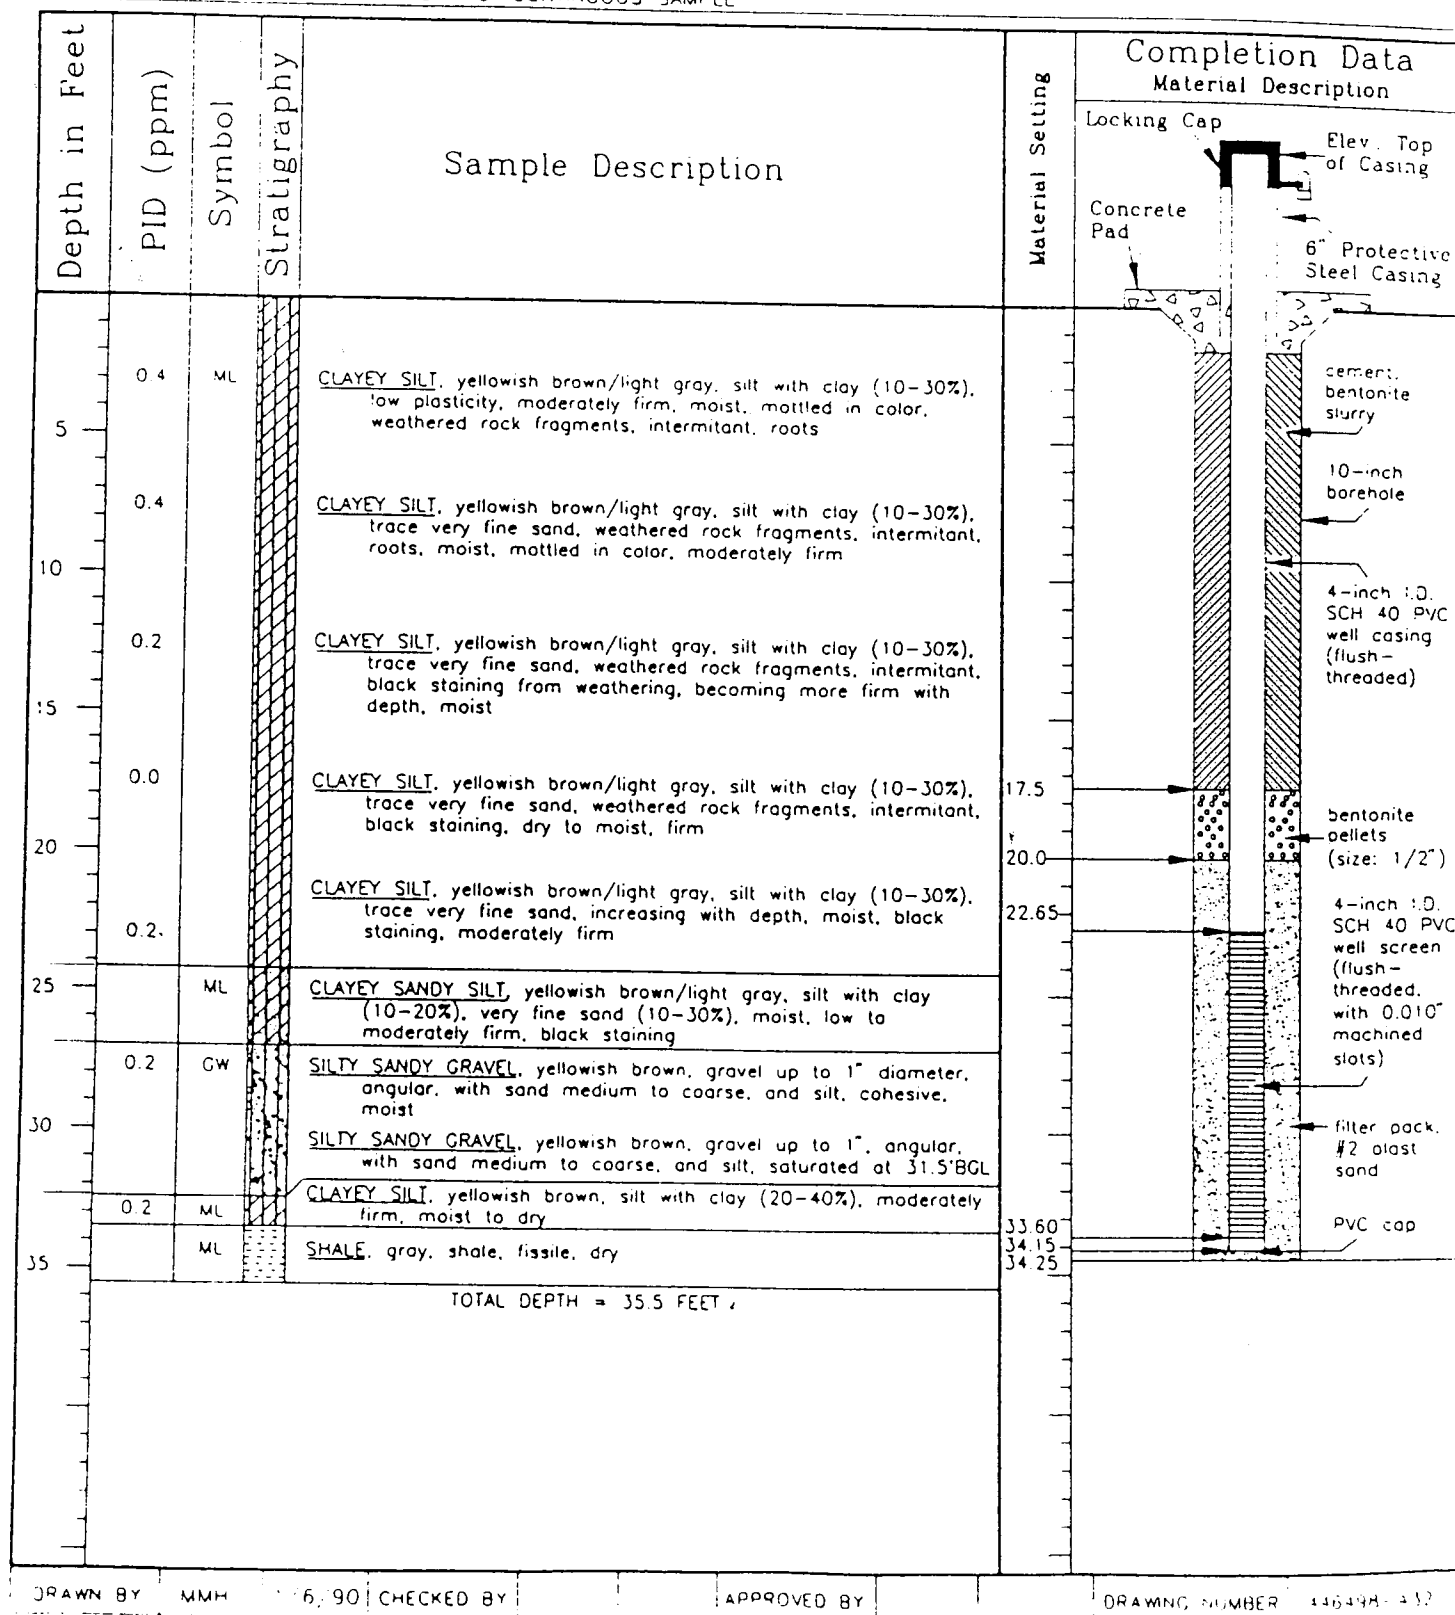 SAMPLE
Depth in Feet
PID (ppm)
Symbol
Stratigraphy
Sample Description
Material Setting
Completion Data
Material Description
Locking Cap
Elev. Top
of Casing
Concrete
Pad
6" Protective
Steel Casing
0.4 ML CLAYEY SILT, yellowish brown/light gray, silt with clay (10-30%),
low plasticity, moderately firm, moist, mottled in color,
weathered rock fragments, intermitant, roots
5
cement,
bentonite
slurry
0.4 CLAYEY SILT, yellowish brown/light gray, silt with clay (10-30%),
trace very fine sand, weathered rock fragments, intermitant,
roots, moist, mottled in color, moderately firm
10-inch
borehole
10
4-inch I.D.
SCH 40 PVC
well casing
(flush-
threaded)
0.2 CLAYEY SILT, yellowish brown/light gray, silt with clay (10-30%),
trace very fine sand, weathered rock fragments, intermitant,
black staining from weathering, becoming more firm with
depth, moist
15
0.0 CLAYEY SILT, yellowish brown/light gray, silt with clay (10-30%),
trace very fine sand, weathered rock fragments, intermitant,
black staining, dry to moist, firm
17.5
20
20.0
bentonite
pellets
(size: 1/2")
CLAYEY SILT, yellowish brown/light gray, silt with clay (10-30%),
trace very fine sand, increasing with depth, moist, black
0.2 staining, moderately firm
22.65
4-inch I.D.
SCH 40 PVC
well screen
(flush-
threaded,
with 0.010"
machined
slots)
25
ML CLAYEY SANDY SILT, yellowish brown/light gray, silt with clay
(10-20%), very fine sand (10-30%), moist, low to
moderately firm, black staining
0.2 GW SILTY SANDY GRAVEL, yellowish brown, gravel up to 1" diameter,
angular, with sand medium to coarse, and silt, cohesive,
moist
30
SILTY SANDY GRAVEL, yellowish brown, gravel up to 1", angular,
with sand medium to coarse, and silt, saturated at 31.5'BGL
filter pack,
#2 blast
sand
0.2 ML CLAYEY SILT, yellowish brown, silt with clay (20-40%), moderately
firm, moist to dry
33.60
PVC cap
ML SHALE, gray, shale, fissile, dry
34.15
34.25
35
TOTAL DEPTH = 35.5 FEET
DRAWN BY MMH 6/90 CHECKED BY APPROVED BY DRAWING NUMBER